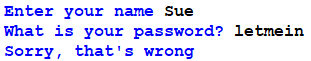 Enter your name Sue
What is your password? letmein
Sorry, that's wrong